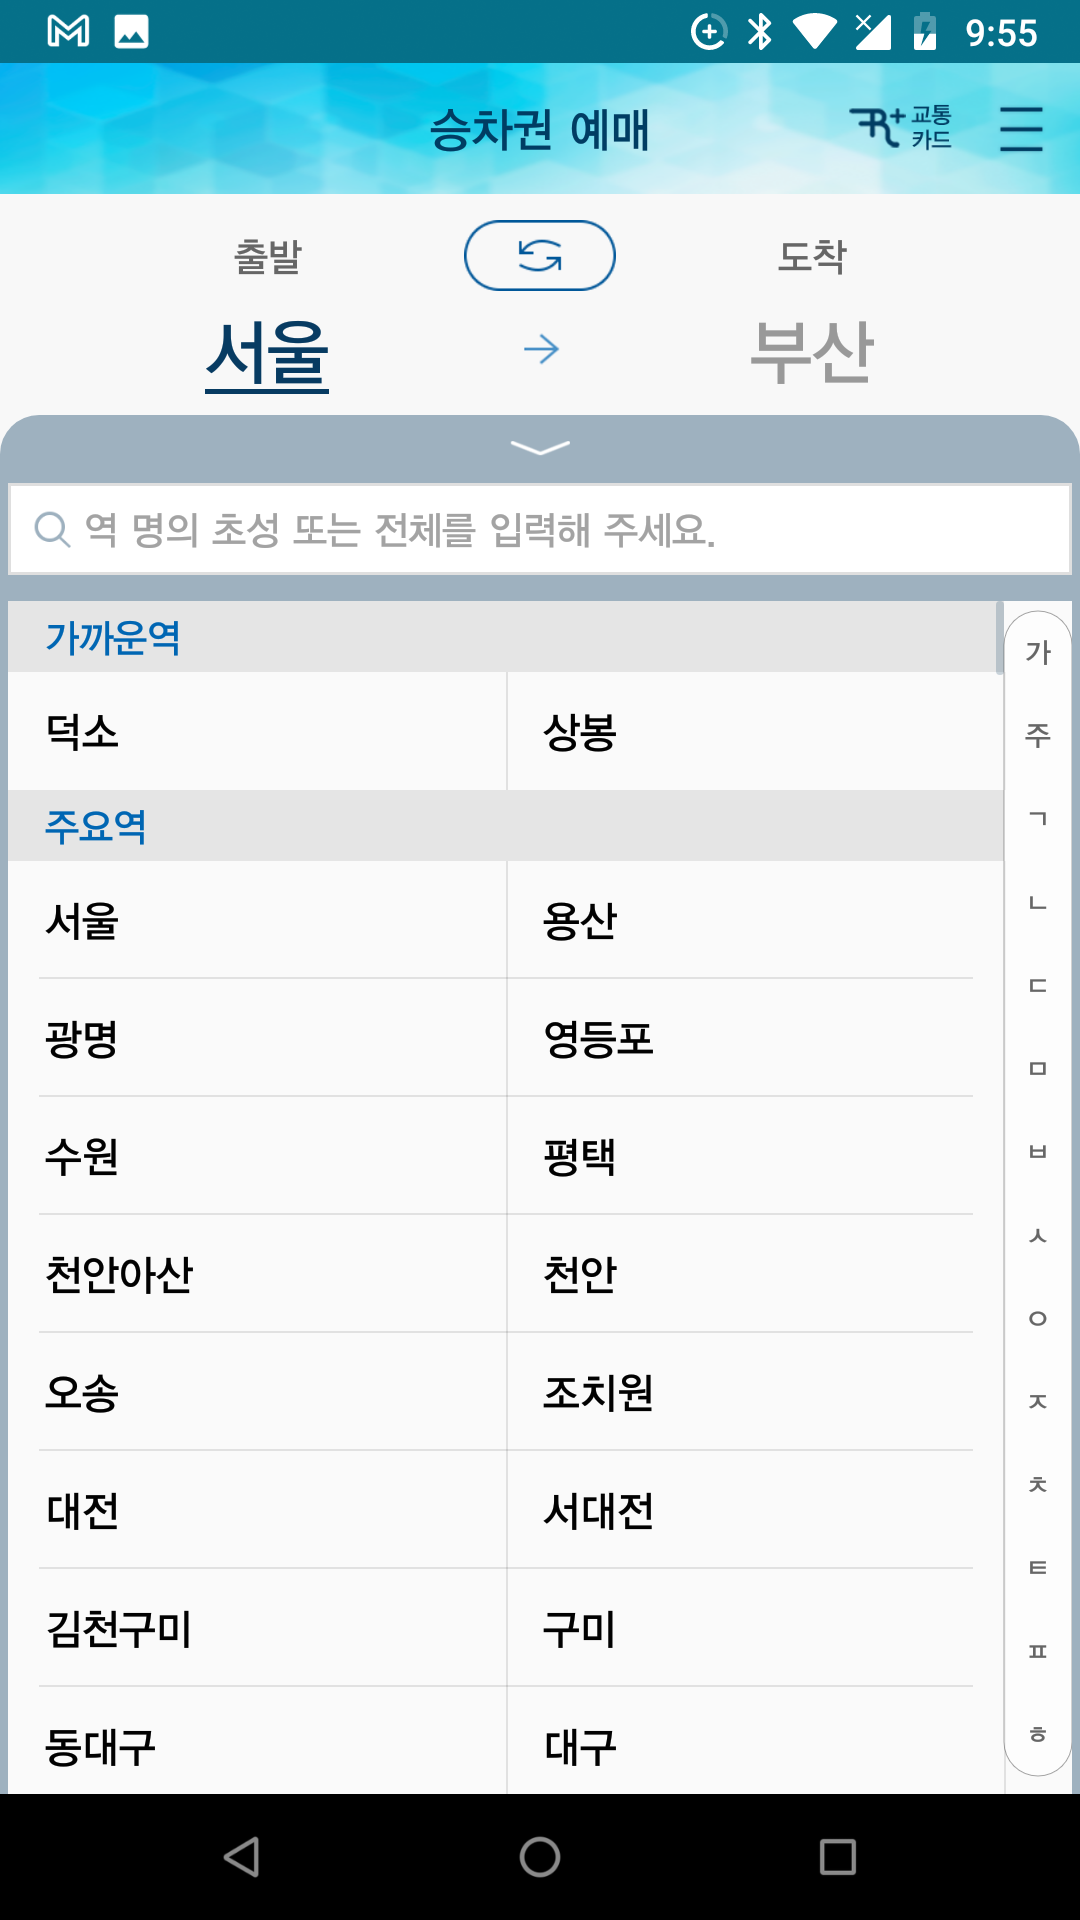 9:55
승차권 예매
교통
카드
출발
도착
서울
부산
역 명의 초성 또는 전체를 입력해 주세요.
가까운역
덕소
상봉
주요역
서울
용산
광명
영등포
수원
평택
천안아산
천안
오송
조치원
대전
서대전
김천구미
구미
동대구
대구
가
주
ㄱ
ㄴ
ㄷ
ㅁ
ㅂ
ㅅ
ㅇ
ㅈ
ㅊ
ㅌ
ㅍ
ㅎ